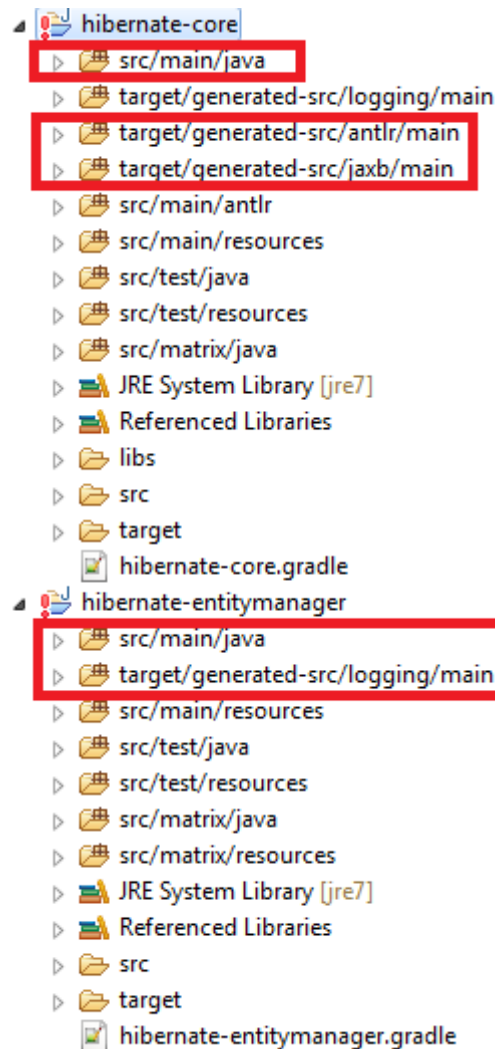 hibernate-core
src/main/java
target/generated-src/logging/main
target/generated-src/antlr/main
target/generated-src/jaxb/main
src/main/antlr
src/main/resources
src/test/java
src/test/resources
src/matrix/java
JRE System Library [jre7]
Referenced Libraries
libs
src
target
hibernate-core.gradle
hibernate-entitymanager
src/main/java
target/generated-src/logging/main
src/main/resources
src/test/java
src/test/resources
src/matrix/java
src/matrix/resources
JRE System Library [jre7]
Referenced Libraries
src
target
hibernate-entitymanager.gradle